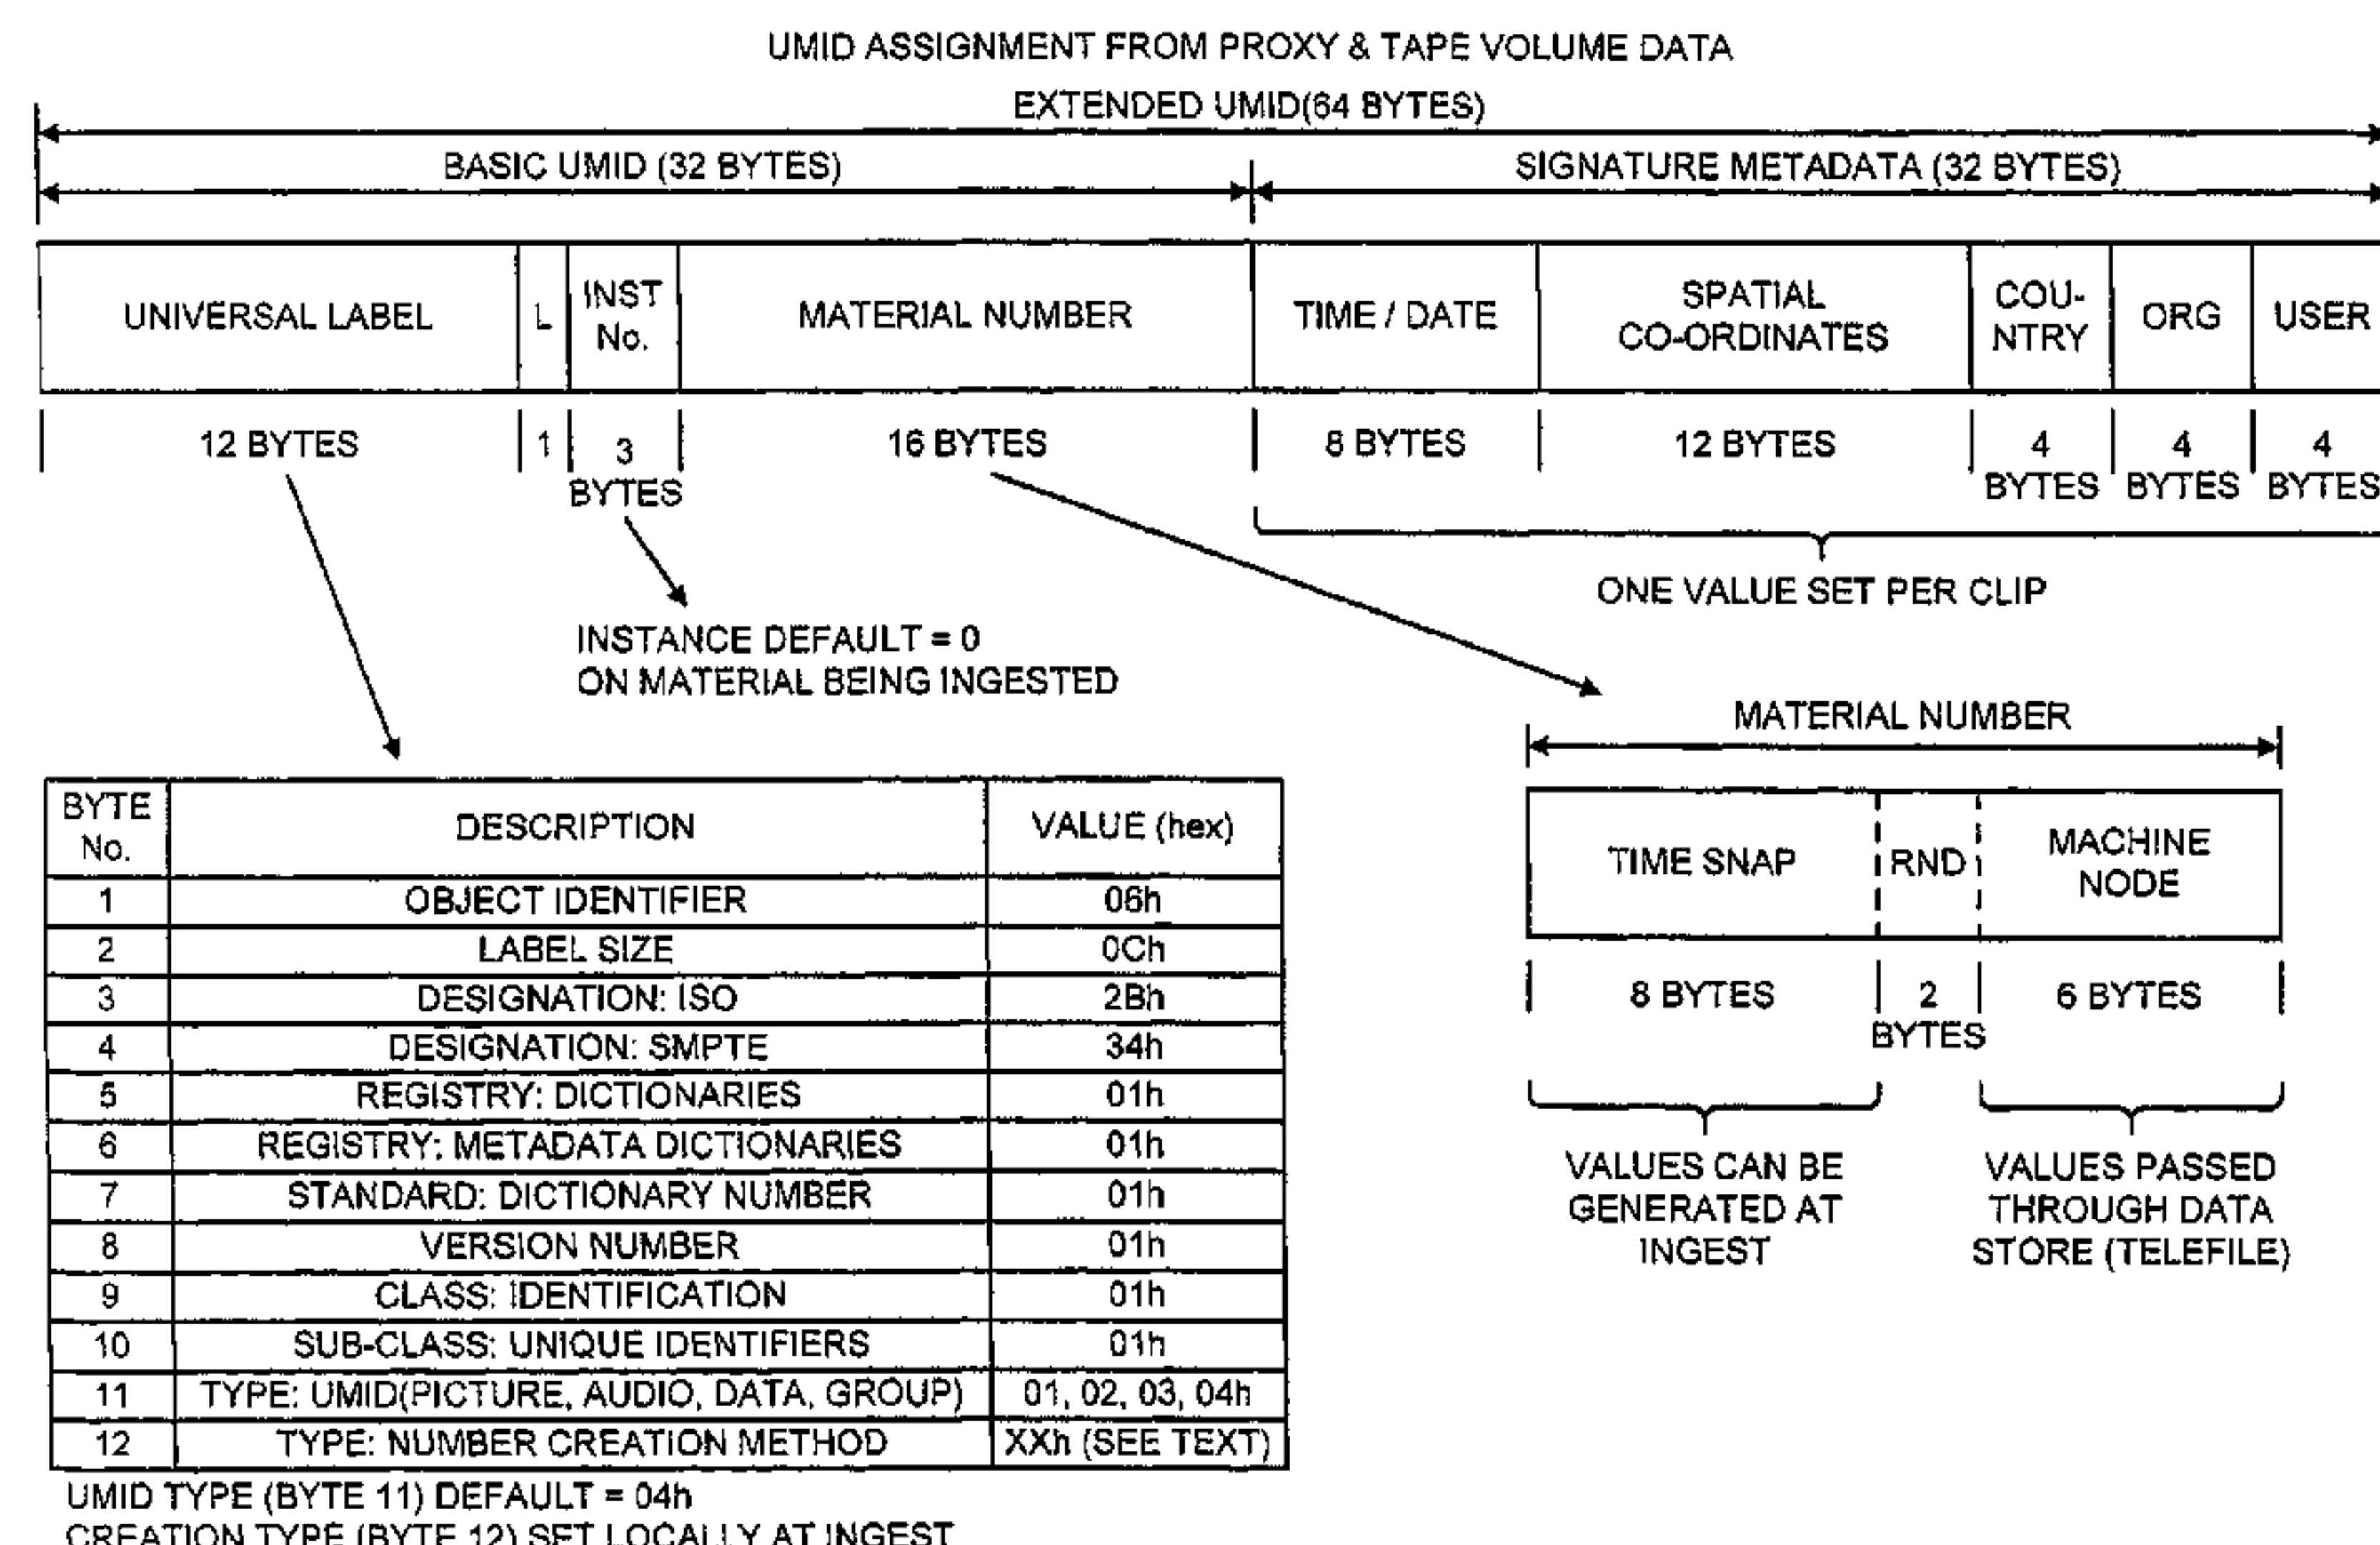 UMID ASSIGNMENT FROM PROXY & TAPE VOLUME DATA
EXTENDED UMID(64 BYTES)
BASIC UMID (32 BYTES)
SIGNATURE METADATA (32 BYTES)
UNIVERSAL LABEL
L
INST
No.
MATERIAL NUMBER
TIME / DATE
SPATIAL
CO-ORDINATES
COU-
NTRY
ORG
USER
12 BYTES
1
3
BYTES
16 BYTES
8 BYTES
12 BYTES
4
BYTES
4
BYTES
4
BYTES
ONE VALUE SET PER CLIP
INSTANCE DEFAULT = 0
ON MATERIAL BEING INGESTED
BYTE
No.
DESCRIPTION
VALUE (hex)
1 OBJECT IDENTIFIER 06h
2 LABEL SIZE 0Ch
3 DESIGNATION: ISO 2Bh
4 DESIGNATION: SMPTE 34h
5 REGISTRY: DICTIONARIES 01h
6 REGISTRY: METADATA DICTIONARIES 01h
7 STANDARD: DICTIONARY NUMBER 01h
8 VERSION NUMBER 01h
9 CLASS: IDENTIFICATION 01h
10 SUB-CLASS: UNIQUE IDENTIFIERS 01h
11 TYPE: UMID(PICTURE, AUDIO, DATA, GROUP) 01, 02, 03, 04h
12 TYPE: NUMBER CREATION METHOD XXh (SEE TEXT)
UMID TYPE (BYTE 11) DEFAULT = 04h
CREATION TYPE (BYTE 12) SET LOCALLY AT INGEST
MATERIAL NUMBER
TIME SNAP
RND
MACHINE
NODE
8 BYTES
2
BYTES
6 BYTES
VALUES CAN BE
GENERATED AT
INGEST
VALUES PASSED
THROUGH DATA
STORE (TELEFILE)